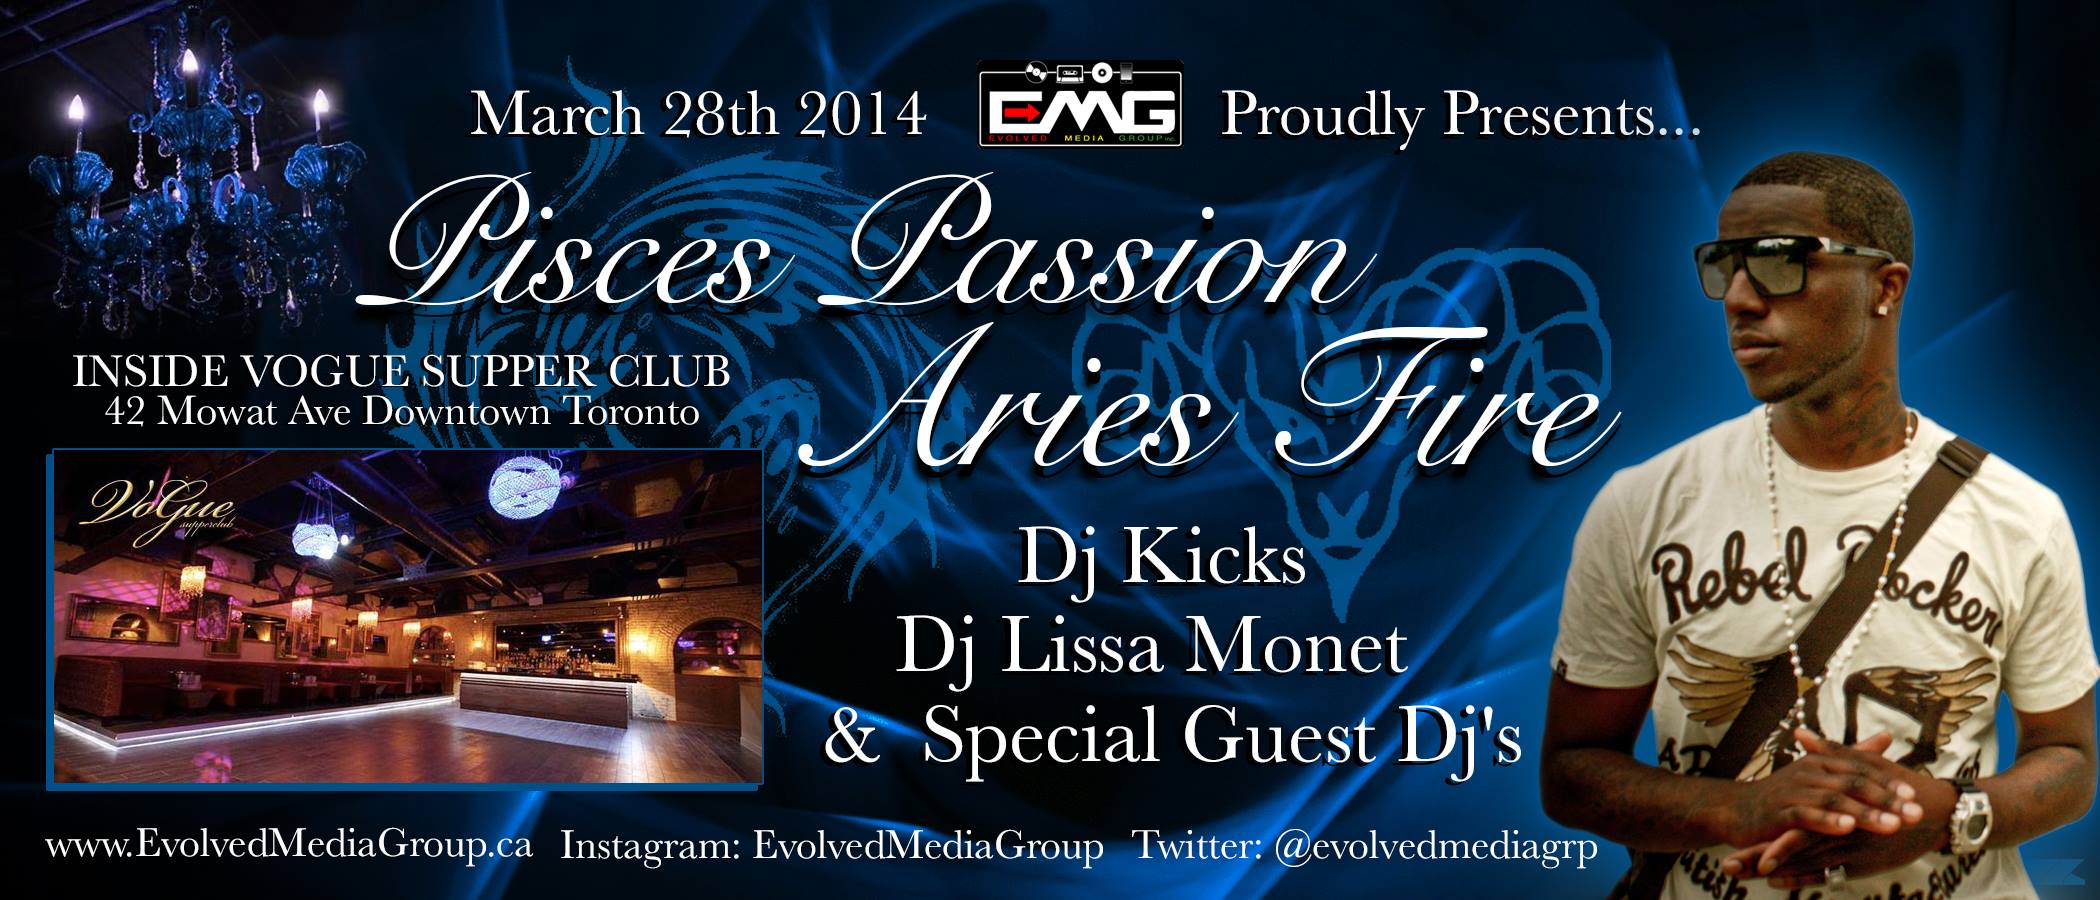 March 28th 2014
EMG
EVOLVED MEDIA GROUP inc
Proudly Presents...
Pisces Passion
Aries Fire
INSIDE VOGUE SUPPER CLUB
42 Mowat Ave Downtown Toronto
VoGue
supperclub
Dj Kicks
Dj Lissa Monet
& Special Guest Dj's
Rebel Rockers
www.EvolvedMediaGroup.ca Instagram: EvolvedMediaGroup Twitter: @evolvedmediagrp